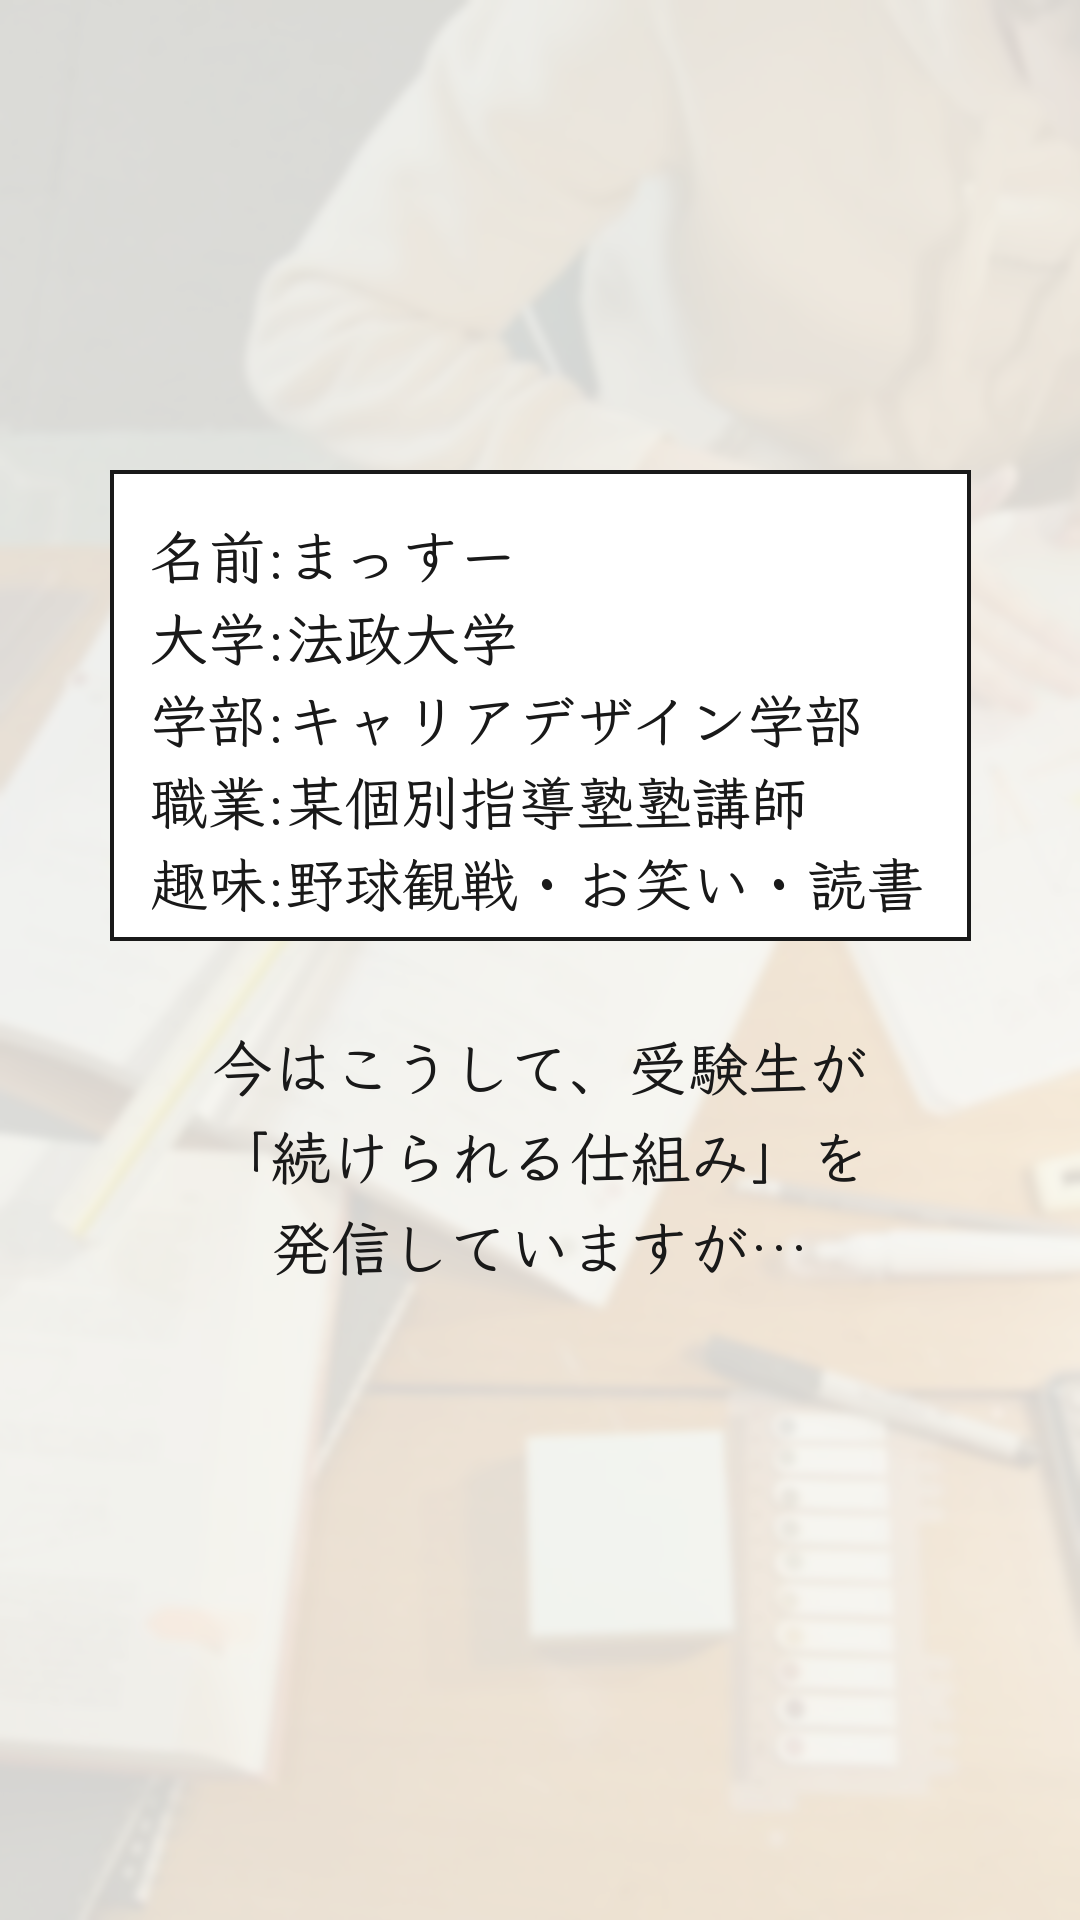 名前:まっすー
大学:法政大学
学部:キャリアデザイン学部
職業:某個別指導塾塾講師
趣味:野球観戦・お笑い・読書
今はこうして、受験生が
「続けられる仕組み」を
発信していますが…